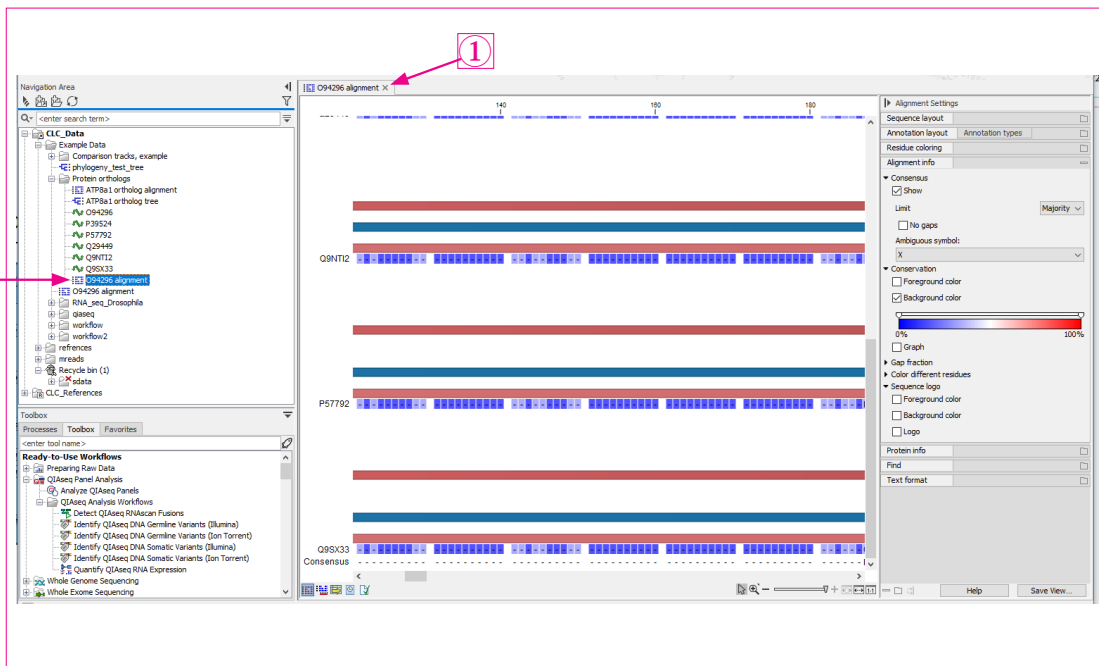 ①
Navigation Area
<enter search term>
CLC_Data
Example Data
Comparison tracks, example
phylogeny_test_tree
Protein orthologs
ATP8a1 ortholog alignment
ATP8a1 ortholog tree
O94296
P39524
P57792
Q29449
Q9NTI2
Q9SX33
O94296 alignment
O94296 alignment
RNA_seq_Drosophila
qiaseq
workflow
workflow2
refrences
mreads
Recycle bin (1)
sdata
CLC_References
Toolbox
Processes Toolbox Favorites
<enter tool name>
Ready-to-Use Workflows
Preparing Raw Data
QIAseq Panel Analysis
Analyze QIAseq Panels
QIAseq Analysis Workflows
Detect QIAseq RNAscan Fusions
Identify QIAseq DNA Germline Variants (Illumina)
Identify QIAseq DNA Germline Variants (Ion Torrent)
Identify QIAseq DNA Somatic Variants (Illumina)
Identify QIAseq DNA Somatic Variants (Ion Torrent)
Quantify QIAseq RNA Expression
Whole Genome Sequencing
Whole Exome Sequencing
O94296 alignment
140 160 180
Q9NTI2
P57792
Q9SX33
Consensus
Alignment Settings
Sequence layout
Annotation layout Annotation types
Residue coloring
Alignment info
Consensus
Show
Limit Majority
No gaps
Ambiguous symbol:
X
Conservation
Foreground color
Background color
0% 100%
Graph
Gap fraction
Color different residues
Sequence logo
Foreground color
Background color
Logo
Protein info
Find
Text format
Help Save View...